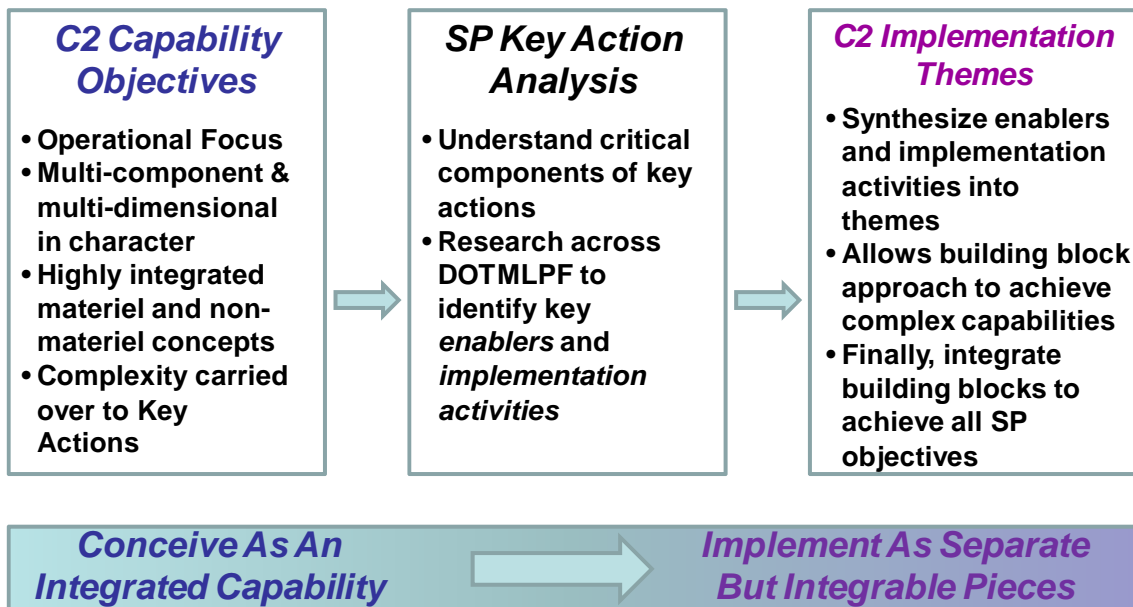 C2 Capability
Objectives
• Operational Focus
• Multi-component &
multi-dimensional
in character
• Highly integrated
materiel and non-
materiel concepts
• Complexity carried
over to Key
Actions
SP Key Action
Analysis
• Understand critical
components of key
actions
• Research across
DOTMLPF to
identify key
enablers and
implementation
activities
C2 Implementation
Themes
• Synthesize enablers
and implementation
activities into
themes
• Allows building block
approach to achieve
complex capabilities
• Finally, integrate
building blocks to
achieve all SP
objectives
Conceive As An
Integrated Capability
Implement As Separate
But Integrable Pieces